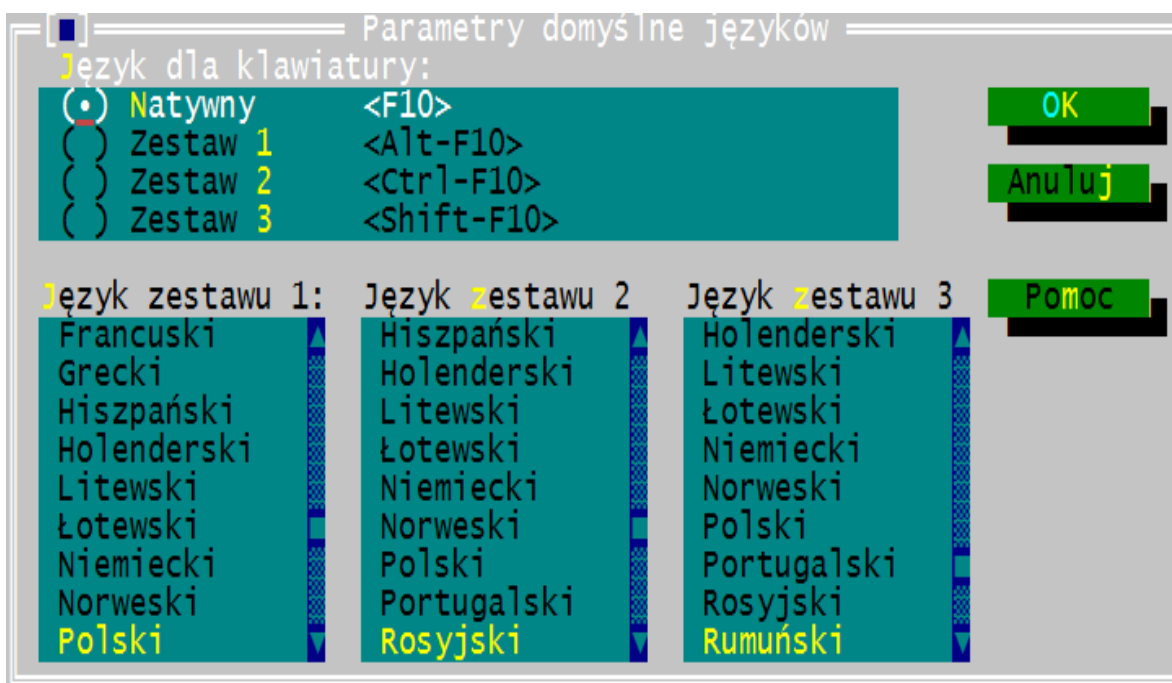 [■] Parametry domyślne języków
Język dla klawiatury:
(•) Natywny <F10>
( ) Zestaw 1 <Alt-F10>
( ) Zestaw 2 <Ctrl-F10>
( ) Zestaw 3 <Shift-F10>
OK
Anuluj
Pomoc
Język zestawu 1:
Francuski
Grecki
Hiszpański
Holenderski
Litewski
Łotewski
Niemiecki
Norweski
Polski
Język zestawu 2
Hiszpański
Holenderski
Litewski
Łotewski
Niemiecki
Norweski
Polski
Portugalski
Rosyjski
Język zestawu 3
Holenderski
Litewski
Łotewski
Niemiecki
Norweski
Polski
Portugalski
Rosyjski
Rumuński